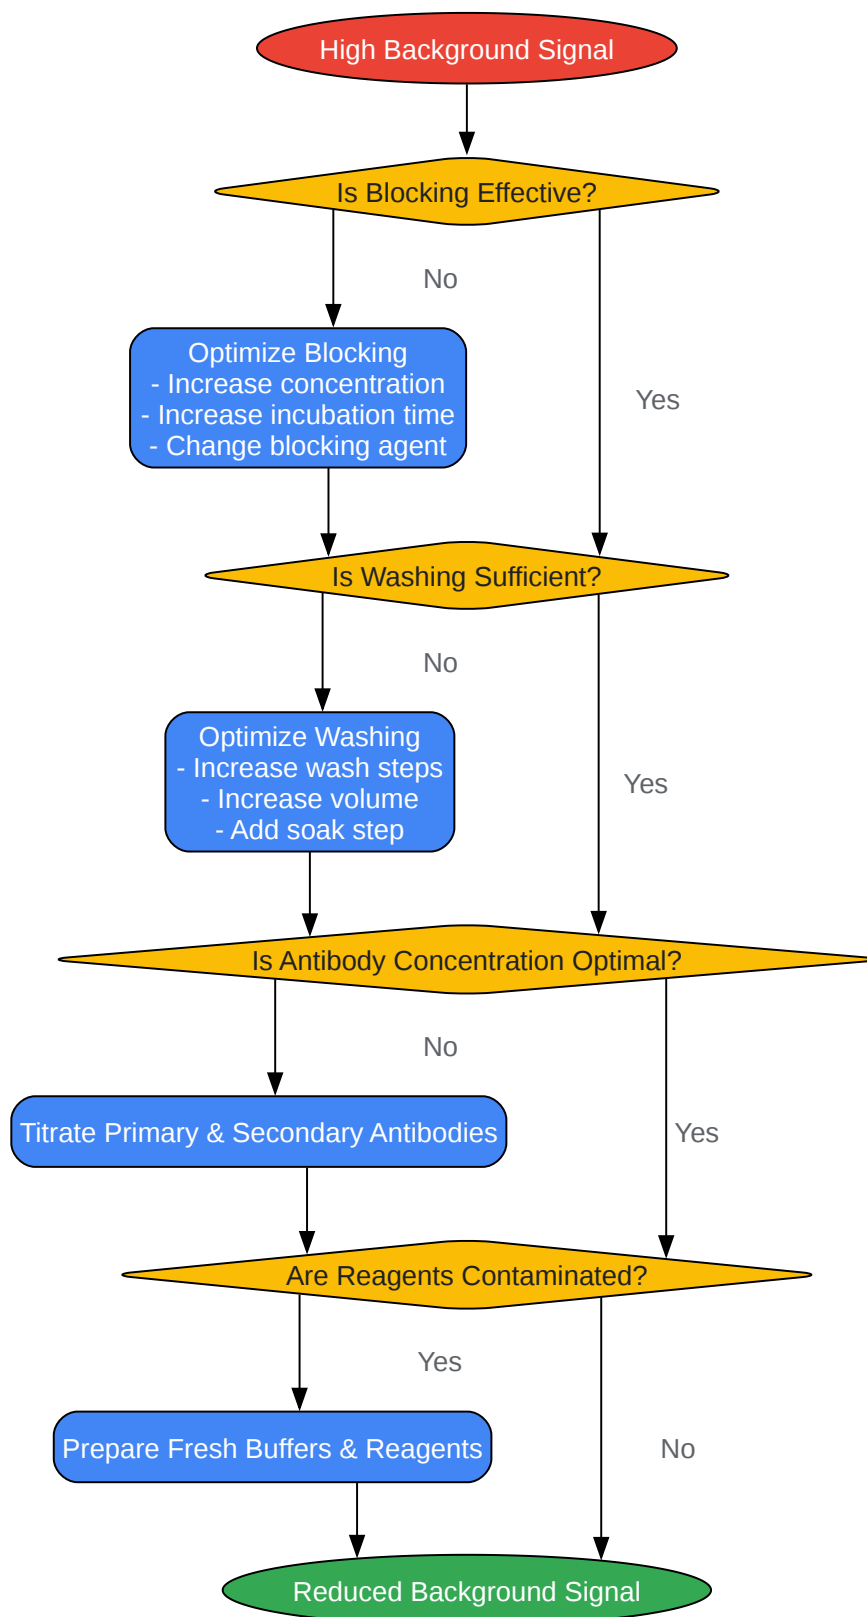 High Background Signal
Is Blocking Effective?
No
Optimize Blocking
- Increase concentration
- Increase incubation time
- Change blocking agent
Yes
Is Washing Sufficient?
No
Optimize Washing
- Increase wash steps
- Increase volume
- Add soak step
Yes
Is Antibody Concentration Optimal?
No
Titrate Primary & Secondary Antibodies
Yes
Are Reagents Contaminated?
Yes
Prepare Fresh Buffers & Reagents
No
Reduced Background Signal